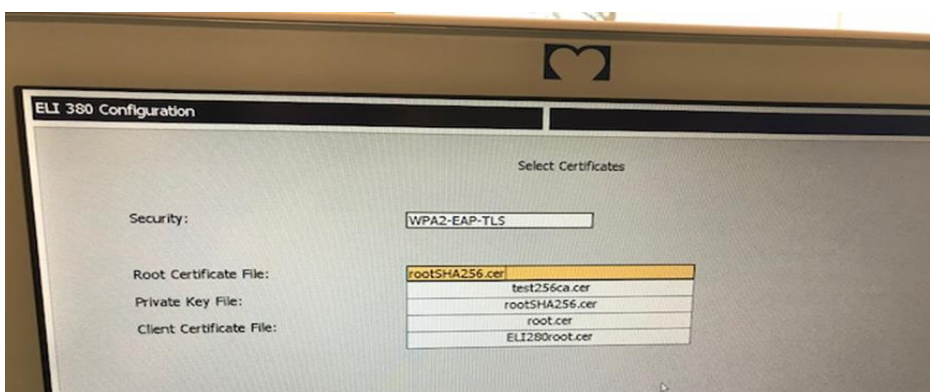 ELI 380 Configuration
Select Certificates
Security:
WPA2-EAP-TLS
Root Certificate File:
rootSHA256.cer
test256ca.cer
Private Key File:
rootSHA256.cer
root.cer
Client Certificate File:
ELI280root.cer